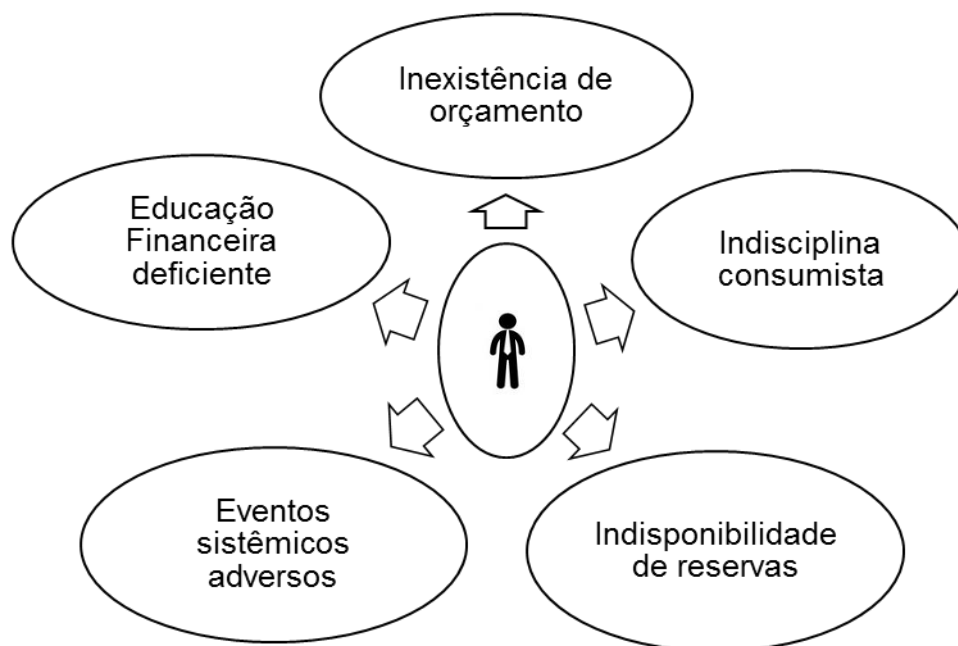 Inexistência de
orçamento
Educação
Financeira
deficiente
Indisciplina
consumista
Eventos
sistêmicos
adversos
Indisponibilidade
de reservas